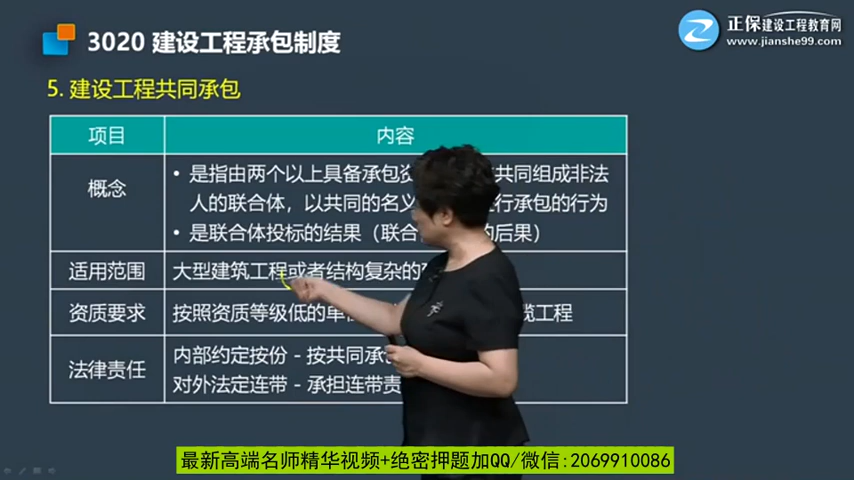 3020 建设工程承包制度
正保建设工程教育网
www.jianshe99.com
5. 建设工程共同承包
项目
内容
概念
• 是指由两个以上具备承包资
共同组成非法
人的联合体，以共同的名义
行承包的行为
• 是联合体投标的结果（联合
的后果）
适用范围
大型建筑工程或者结构复杂的
资质要求
按照资质等级低的单
揽工程
法律责任
内部约定按份 - 按共同承
对外法定连带 - 承担连带责
最新高端名师精华视频+绝密押题加QQ/微信:2069910086